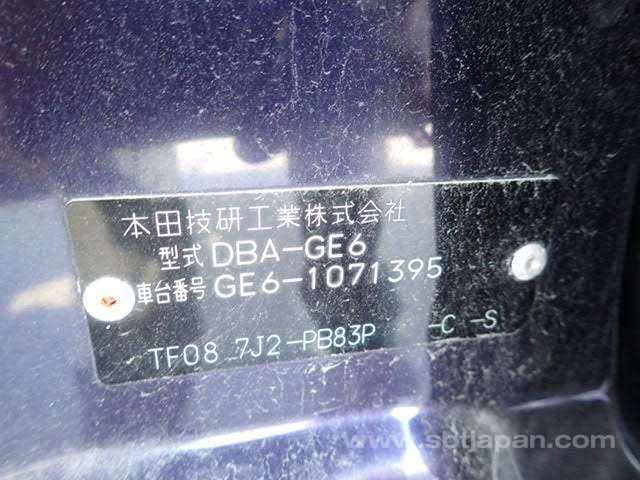 本田技研工業株式会社
型式 DBA-GE6
車台番号 GE6-1071395
TF08 7J2-PB83P -C -S
www.sbtjapan.com